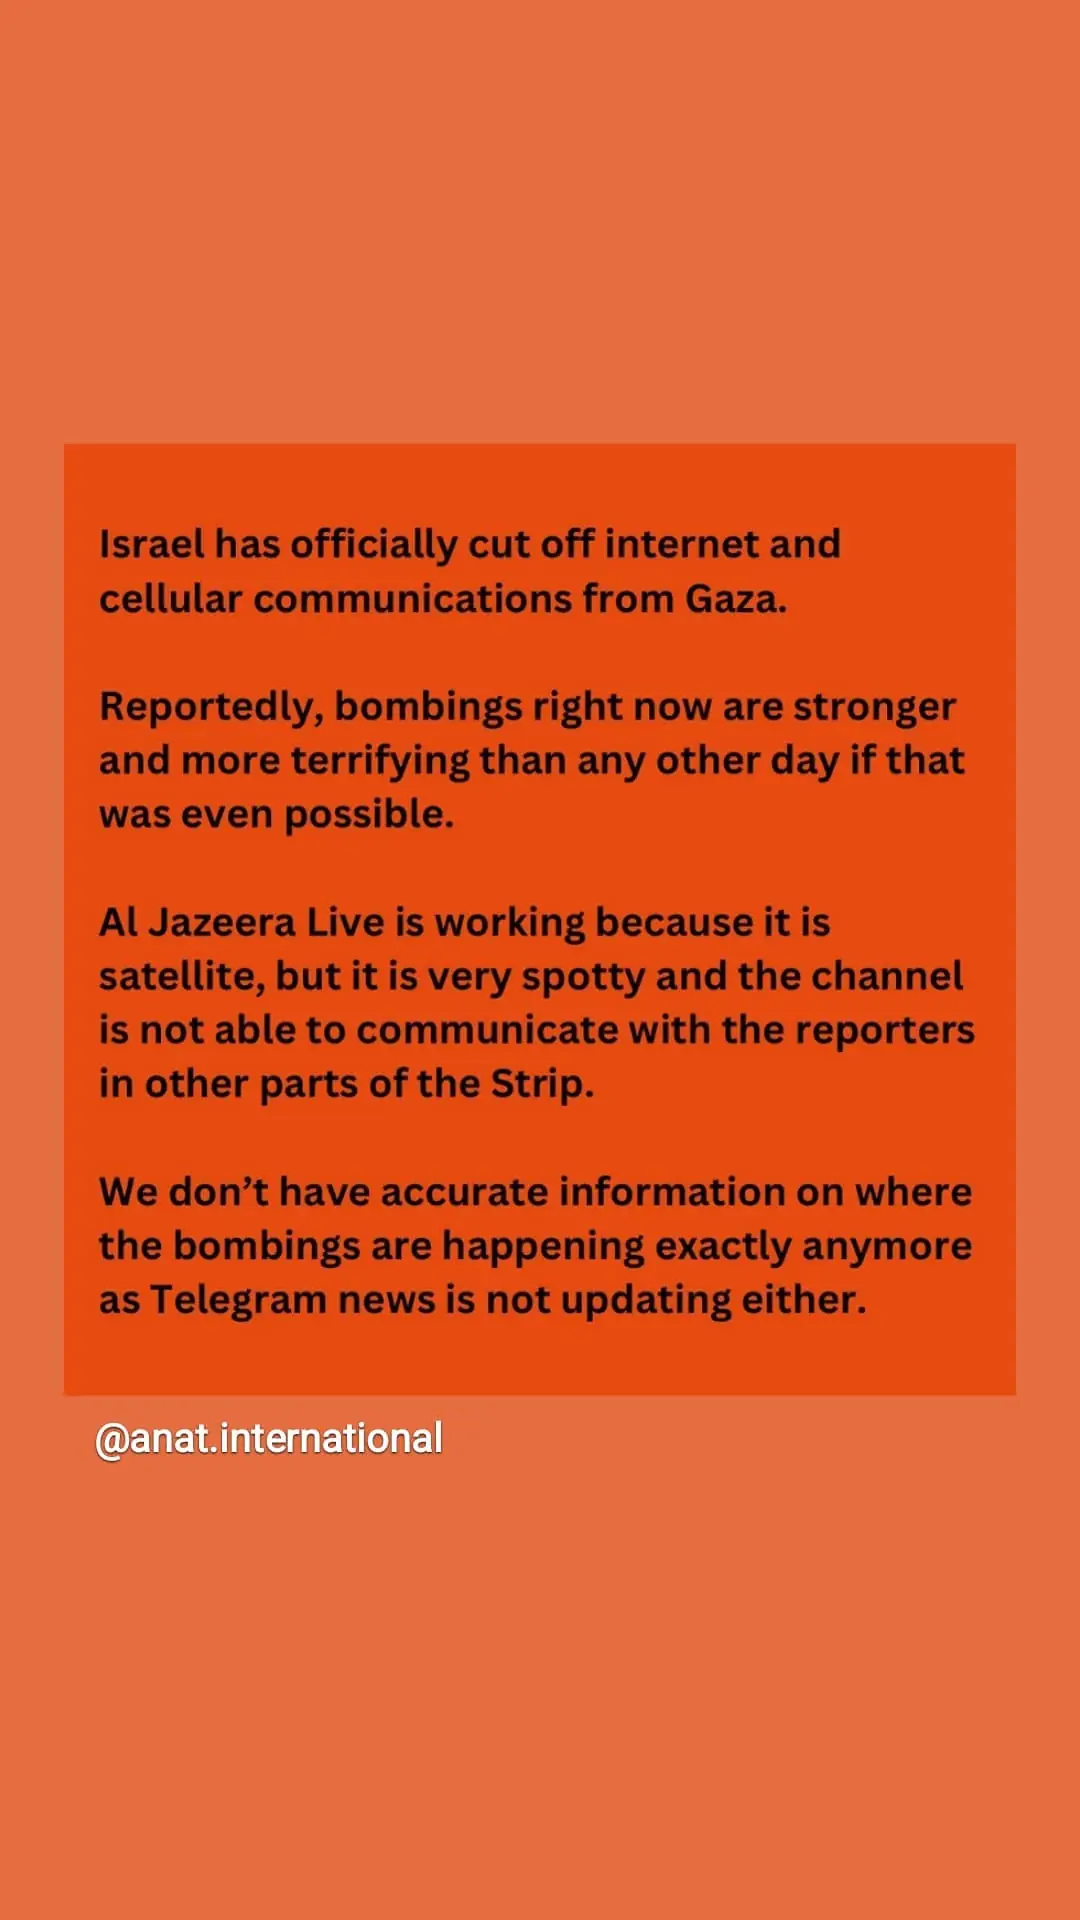 Israel has officially cut off internet and
cellular communications from Gaza.
Reportedly, bombings right now are stronger
and more terrifying than any other day if that
was even possible.
Al Jazeera Live is working because it is
satellite, but it is very spotty and the channel
is not able to communicate with the reporters
in other parts of the Strip.
We don’t have accurate information on where
the bombings are happening exactly anymore
as Telegram news is not updating either.
@anat.international